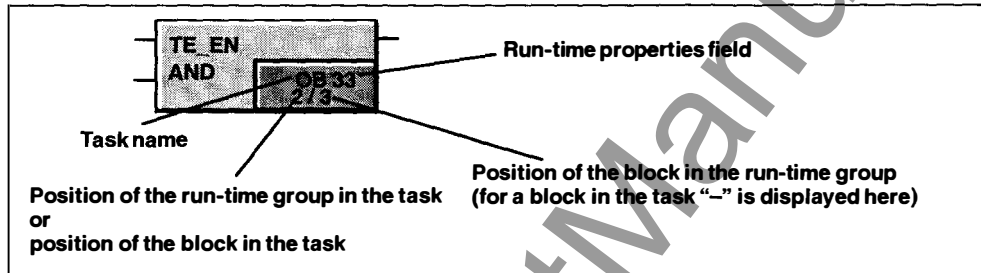 TE_EN
AND
OB 33
2 / 3
Run-time properties field
Task name
Position of the run-time group in the task
or
position of the block in the task
Position of the block in the run-time group
(for a block in the task “–” is displayed here)